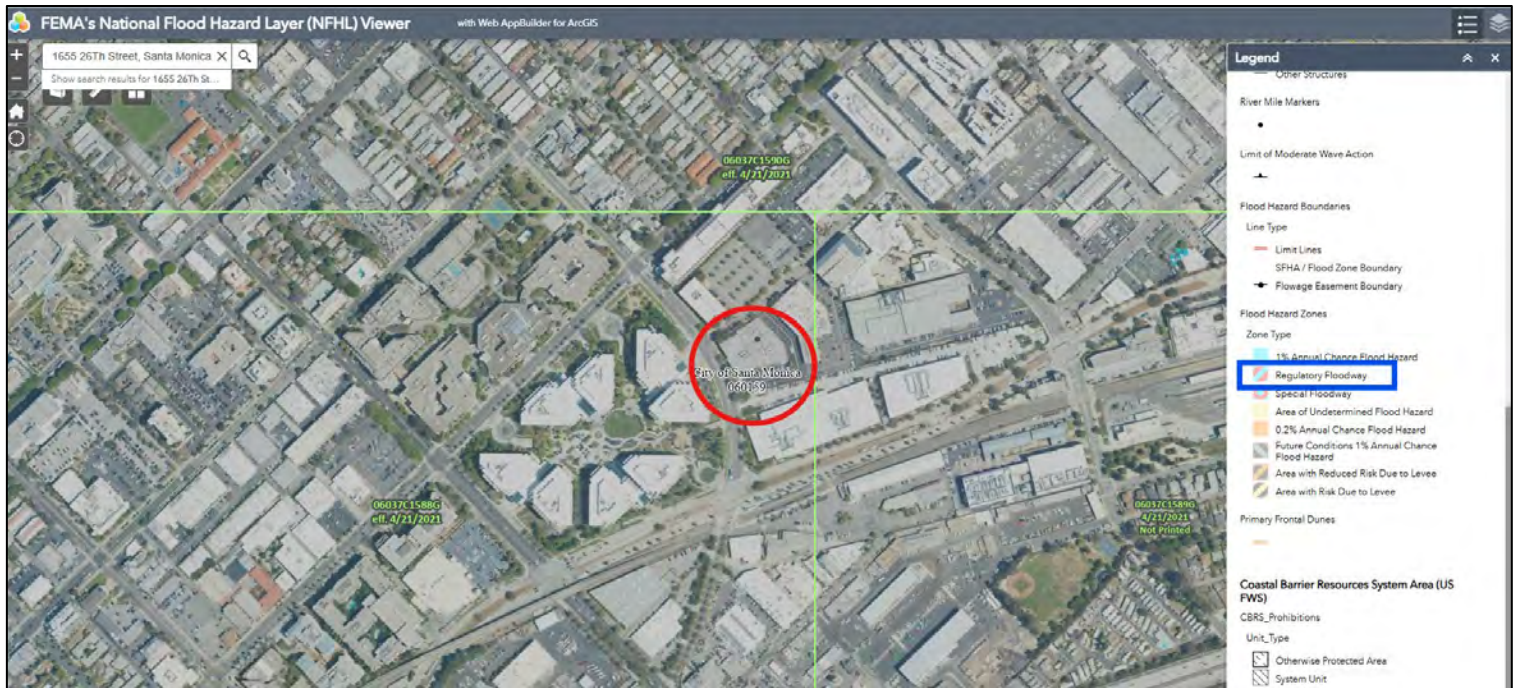 FEMA's National Flood Hazard Layer (NFHL) Viewer
with Web AppBuilder for ArcGIS
1655 26Th Street, Santa Monica
Show search results for 1655 26Th St...
06037C1590G
eff. 4/21/2021
City of Santa Monica
060159
06037C1588G
eff. 4/21/2021
06037C1589G
4/21/2021
Not Printed
Legend
Other Structures
River Mile Markers
Limit of Moderate Wave Action
Flood Hazard Boundaries
Line Type
Limit Lines
SFHA / Flood Zone Boundary
Flowage Easement Boundary
Flood Hazard Zones
Zone Type
1% Annual Chance Flood Hazard
Regulatory Floodway
Special Floodway
Area of Undetermined Flood Hazard
0.2% Annual Chance Flood Hazard
Future Conditions 1% Annual Chance
Flood Hazard
Area with Reduced Risk Due to Levee
Area with Risk Due to Levee
Primary Frontal Dunes
Coastal Barrier Resources System Area (US
FWS)
CBRS_Prohibitions
Unit_Type
Otherwise Protected Area
System Unit